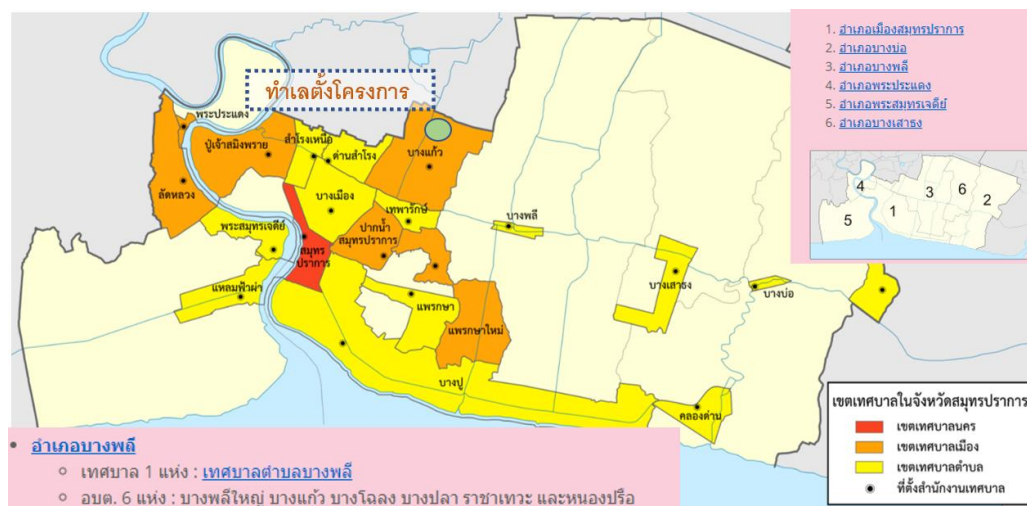 ทำเลตั้งโครงการ
1. อำเภอเมืองสมุทรปราการ
2. อำเภอบางบ่อ
3. อำเภอบางพลี
4. อำเภอพระประแดง
5. อำเภอพระสมุทรเจดีย์
6. อำเภอบางเสาธง
พระประแดง
ปู่เจ้าสมิงพราย
สำโรงเหนือ
ด่านสำโรง
บางแก้ว
ลัดหลวง
บางเมือง
เทพารักษ์
บางพลี
พระสมุทรเจดีย์
ปากน้ำ
สมุทรปราการ
สมุทร
ปราการ
แหลมฟ้าผ่า
แพรกษา
แพรกษาใหม่
บางเสาธง
บางบ่อ
บางปู
คลองด่าน
4
3
6
2
1
5
เขตเทศบาลในจังหวัดสมุทรปราการ
เขตเทศบาลนคร
เขตเทศบาลเมือง
เขตเทศบาลตำบล
ที่ตั้งสำนักงานเทศบาล
• อำเภอบางพลี
เทศบาล 1 แห่ง : เทศบาลตำบลบางพลี
อบต. 6 แห่ง : บางพลีใหญ่ บางแก้ว บางโฉลง บางปลา ราชาเทวะ และหนองปรือ